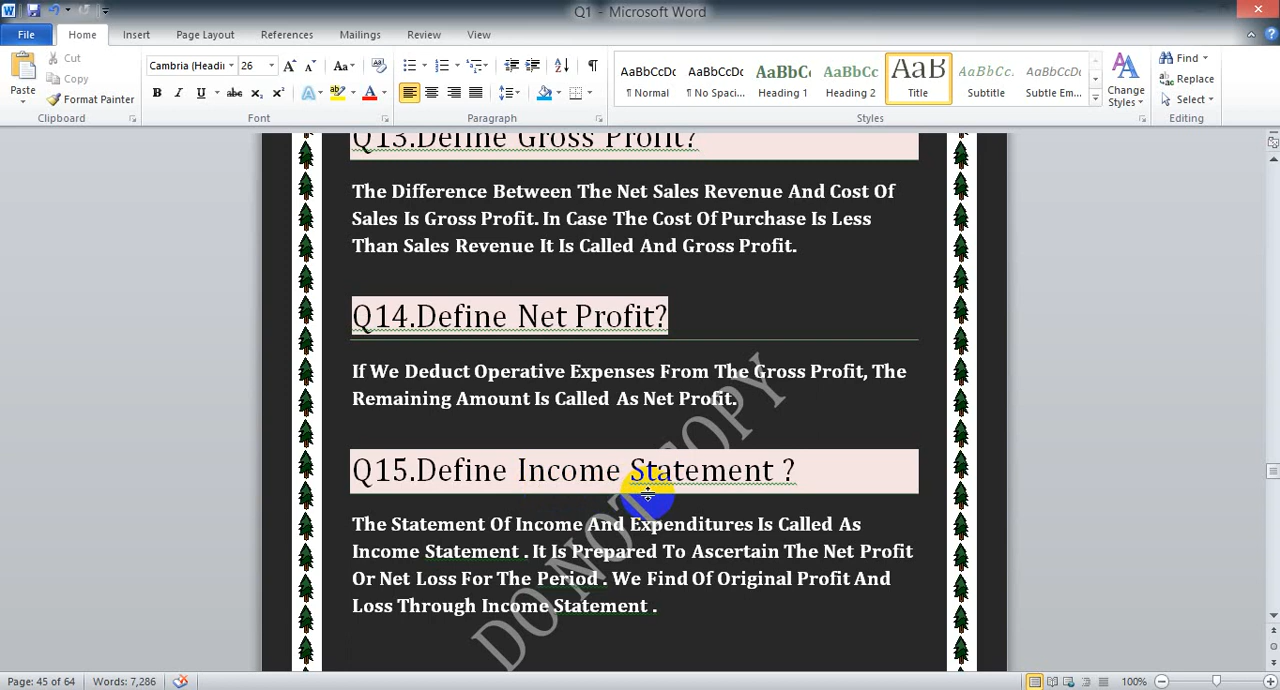 Q1 - Microsoft Word
File Home Insert Page Layout References Mailings Review View
Cut
Copy
Format Painter
Paste
Clipboard
Cambria (Headi 26
Font
Paragraph
AaBbCcDc AaBbCcDc AaBbCc AaBbCc AaB AaBbCc. AaBbCcDc
¶ Normal ¶ No Spac... Heading 1 Heading 2 Title Subtitle Subtle Em...
Styles
Change Styles
Find
Replace
Select
Editing
Q13.Define Gross Profit?
The Difference Between The Net Sales Revenue And Cost Of
Sales Is Gross Profit. In Case The Cost Of Purchase Is Less
Than Sales Revenue It Is Called And Gross Profit.
Q14.Define Net Profit?
If We Deduct Operative Expenses From The Gross Profit, The
Remaining Amount Is Called As Net Profit.
Q15.Define Income Statement ?
The Statement Of Income And Expenditures Is Called As
Income Statement . It Is Prepared To Ascertain The Net Profit
Or Net Loss For The Period . We Find Of Original Profit And
Loss Through Income Statement .
DO NOT COPY
Page: 45 of 64 Words: 7,286 100%